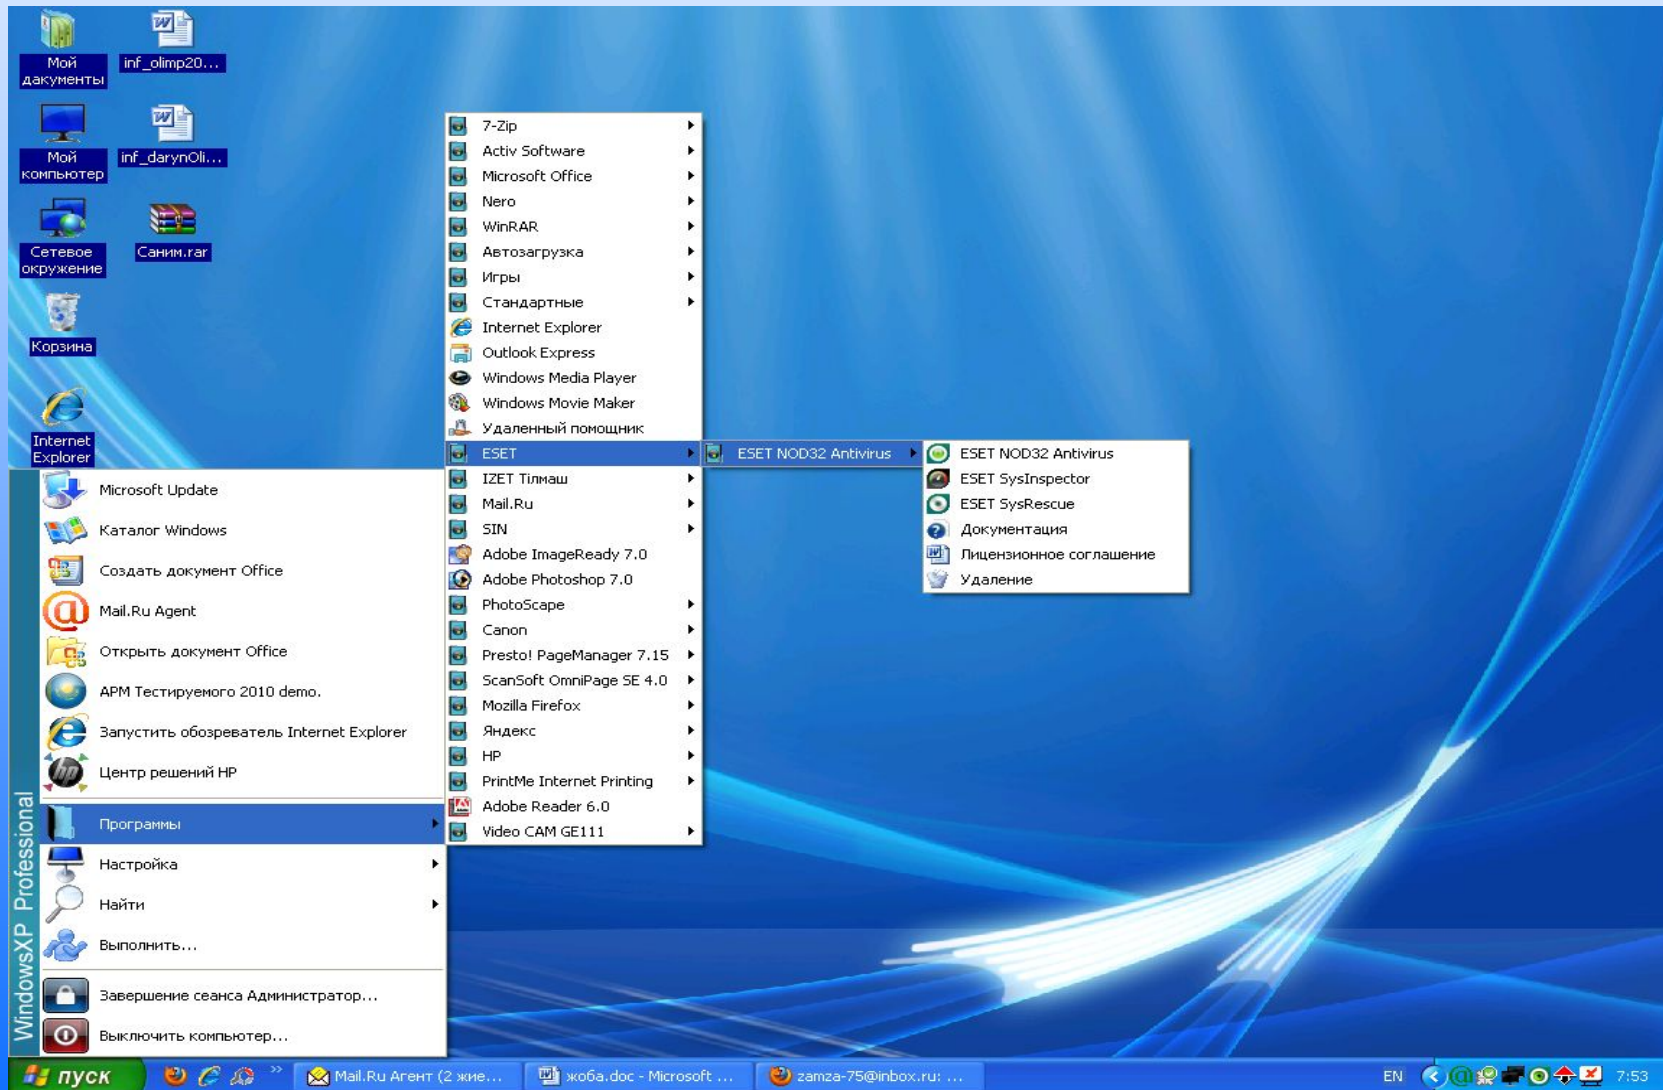 Мой
дакументы
inf_olimp20...
Мой
компьютер
inf_darynOli...
Сетевое
окружение
Саним.rar
Корзина
Internet
Explorer
Microsoft Update
Каталог Windows
Создать документ Office
Mail.Ru Agent
Открыть документ Office
АРМ Тестируемого 2010 demo.
Запустить обозреватель Internet Explorer
Центр решений HP
Программы
Настройка
Найти
Выполнить...
Завершение сеанса Администратор...
Выключить компьютер...
WindowsXP Professional
7-Zip
Activ Software
Microsoft Office
Nero
WinRAR
Автозагрузка
Игры
Стандартные
Internet Explorer
Outlook Express
Windows Media Player
Windows Movie Maker
Удаленный помощник
ESET
IZET Тілмаш
Mail.Ru
SIN
Adobe ImageReady 7.0
Adobe Photoshop 7.0
PhotoScape
Canon
Presto! PageManager 7.15
ScanSoft OmniPage SE 4.0
Mozilla Firefox
Яндекс
HP
PrintMe Internet Printing
Adobe Reader 6.0
Video CAM GE111
ESET NOD32 Antivirus
ESET NOD32 Antivirus
ESET SysInspector
ESET SysRescue
Документация
Лицензионное соглашение
Удаление
пуск
Mail.Ru Агент (2 жие...
жоба.doc - Microsoft ...
zamza-75@inbox.ru: ...
EN
7:53